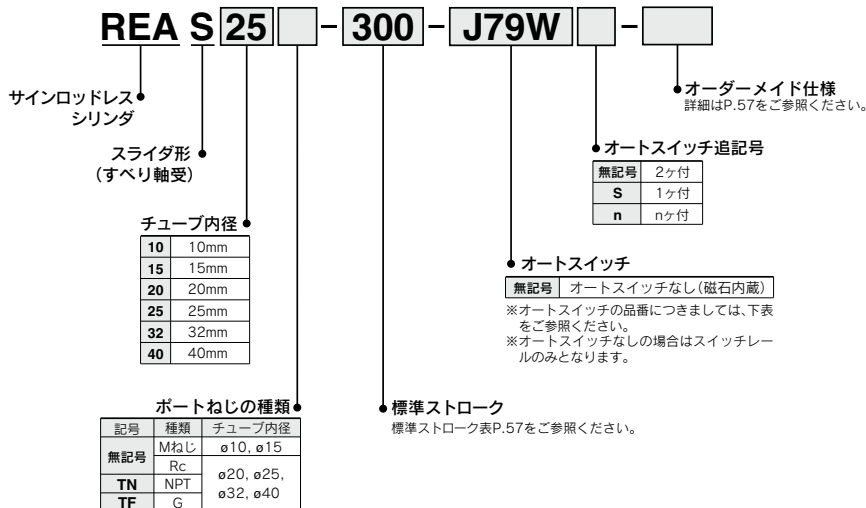 REA S 25 - 300 - J79W -
サインロッドレス
シリンダ
スライダ形
(すべり軸受)
チューブ内径
10 10mm
15 15mm
20 20mm
25 25mm
32 32mm
40 40mm
ポートねじの種類
記号 種類 チューブ内径
無記号 Mねじ ø10, ø15
Rc ø20, ø25, ø32, ø40
TN NPT
TF G
標準ストローク
標準ストローク表P.57をご参照ください。
オートスイッチ
無記号 オートスイッチなし(磁石内蔵)
※オートスイッチの品番につきましては、下表
をご参照ください。
※オートスイッチなしの場合はスイッチレー
ルのみとなります。
オートスイッチ追記号
無記号 2ヶ付
S 1ヶ付
n nヶ付
オーダーメイド仕様
詳細はP.57をご参照ください。